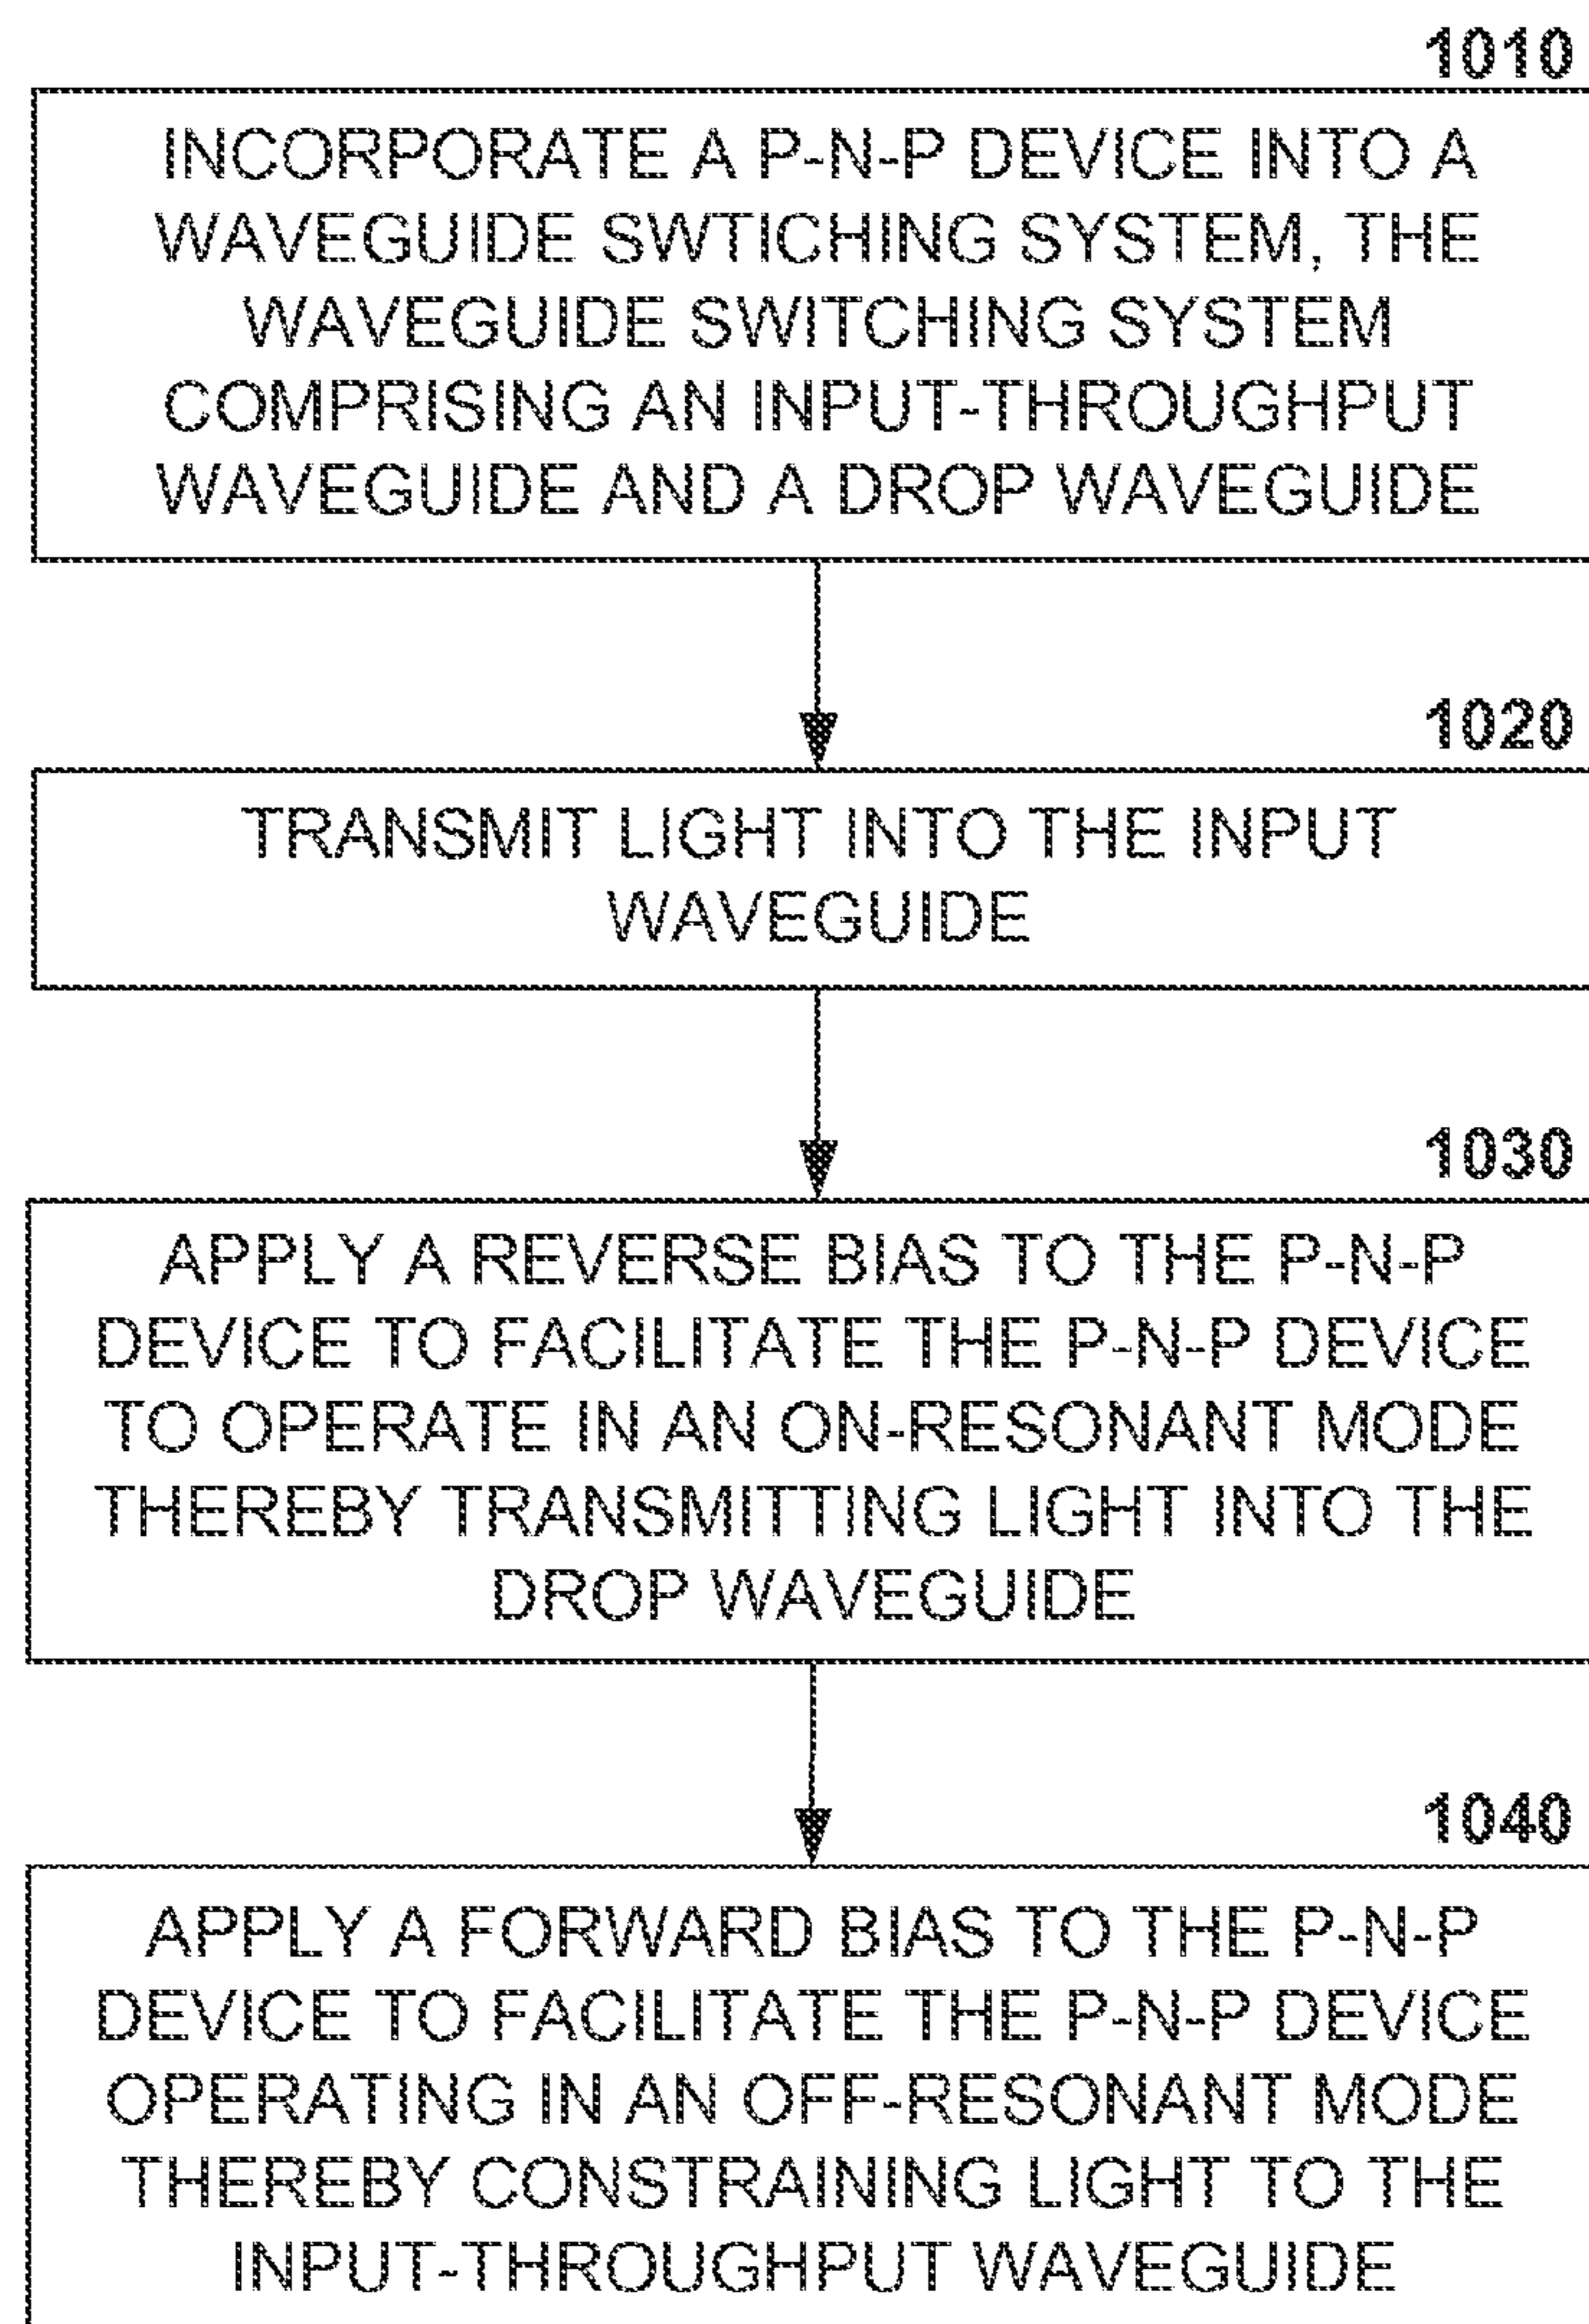 1010
INCORPORATE A P-N-P DEVICE INTO A
WAVEGUIDE SWTICHING SYSTEM, THE
WAVEGUIDE SWITCHING SYSTEM
COMPRISING AN INPUT-THROUGHPUT
WAVEGUIDE AND A DROP WAVEGUIDE
1020
TRANSMIT LIGHT INTO THE INPUT
WAVEGUIDE
1030
APPLY A REVERSE BIAS TO THE P-N-P
DEVICE TO FACILITATE THE P-N-P DEVICE
TO OPERATE IN AN ON-RESONANT MODE
THEREBY TRANSMITTING LIGHT INTO THE
DROP WAVEGUIDE
1040
APPLY A FORWARD BIAS TO THE P-N-P
DEVICE TO FACILITATE THE P-N-P DEVICE
OPERATING IN AN OFF-RESONANT MODE
THEREBY CONSTRAINING LIGHT TO THE
INPUT-THROUGHPUT WAVEGUIDE